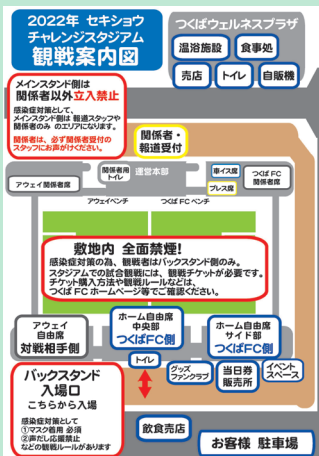 2022年 セキショウ
チャレンジスタジアム
観戦案内図
つくばウェルネスプラザ
温浴施設
食事処
売店
トイレ
自販機
メインスタンド側は
関係者以外立入禁止
感染症対策として、
メインスタンド側は 報道スタッフや
関係者のみ のエリアになります。
関係者は、必ず関係者受付の
スタッフにお声がけください。
関係者・
報道受付
アウェイ関係者席
関係者用
トイレ
運営本部
車イス席
プレス席
つくばFC
関係者席
アウェイベンチ
つくばFCベンチ
敷地内 全面禁煙!
感染症対策の為、観戦者はバックスタンド側のみ。
スタジアムでの試合観戦には、観戦チケットが必要です。
チケット購入方法や観戦ルールなどは、
つくばFCホームページ等でご確認ください。
アウェイ
自由席
対戦相手側
ホーム自由席
中央部
つくばFC側
ホーム自由席
サイド部
つくばFC側
トイレ
グッズ
ファンクラブ
当日券
販売所
イベント
スペース
バックスタンド
入場口
こちらから入場
感染症対策として
①マスク着用 必須
②声だし応援禁止
などの観戦ルールがあります
飲食売店
お客様 駐車場